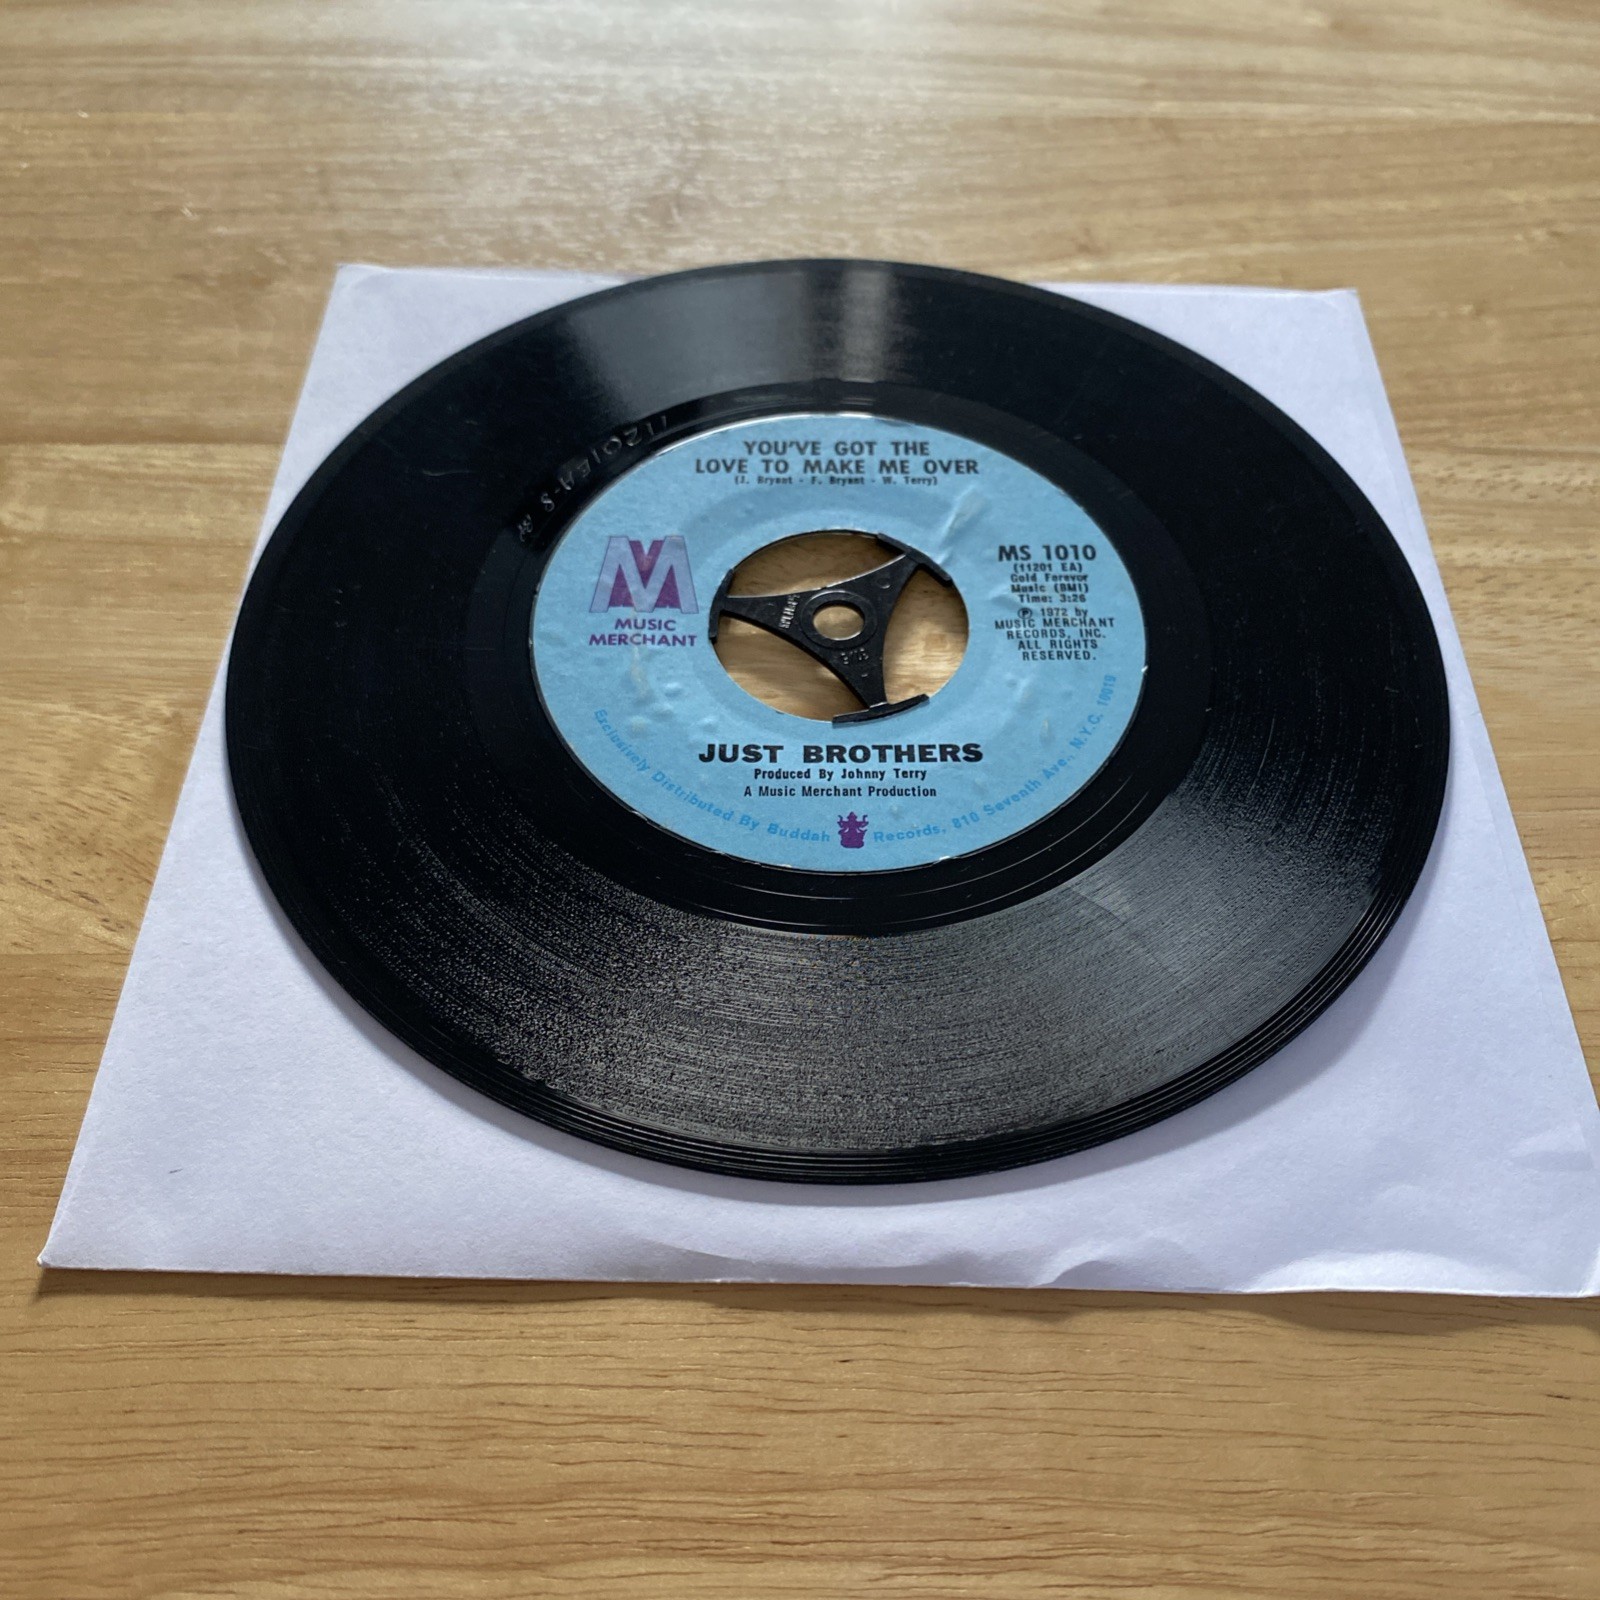 YOU'VE GOT THE
LOVE TO MAKE ME OVER
(J. Bryant - F. Bryant - W. Terry)
M
MUSIC
MERCHANT
MS 1010
(11201 EA)
Gold Forever
Music (BMI)
Time: 3:26
℗ 1972 by
MUSIC MERCHANT
RECORDS, INC.
ALL RIGHTS
RESERVED.
JUST BROTHERS
Produced By Johnny Terry
A Music Merchant Production
Exclusively Distributed By Buddah Records, 810 Seventh Ave., N.Y.C. 10019